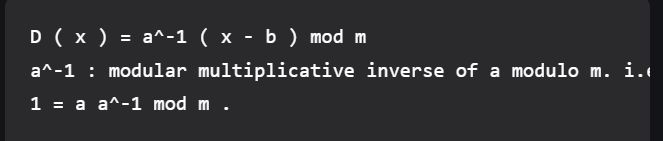 D ( x ) = a^-1 ( x - b ) mod m
a^-1 : modular multiplicative inverse of a modulo m. i.
1 = a a^-1 mod m .